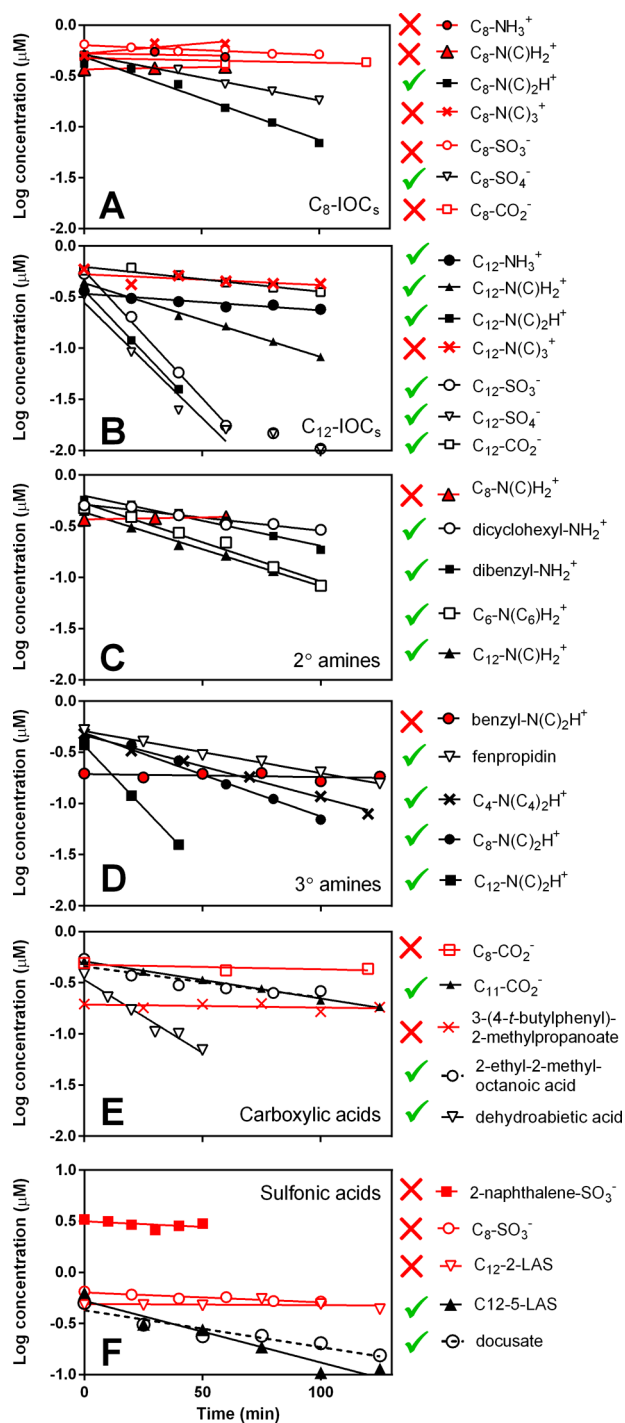 Log concentration (µM)
0.0
-0.5
-1.0
-1.5
-2.0
A
C₈-IOCs
C₈-NH₃⁺
C₈-N(C)H₂⁺
C₈-N(C)₂H⁺
C₈-N(C)₃⁺
C₈-SO₃⁻
C₈-SO₄⁻
C₈-CO₂⁻
Log concentration (µM)
0.0
-0.5
-1.0
-1.5
-2.0
B
C₁₂-IOCs
C₁₂-NH₃⁺
C₁₂-N(C)H₂⁺
C₁₂-N(C)₂H⁺
C₁₂-N(C)₃⁺
C₁₂-SO₃⁻
C₁₂-SO₄⁻
C₁₂-CO₂⁻
Log concentration (µM)
0.0
-0.5
-1.0
-1.5
-2.0
C
2° amines
C₈-N(C)H₂⁺
dicyclohexyl-NH₂⁺
dibenzyl-NH₂⁺
C₆-N(C₆)H₂⁺
C₁₂-N(C)H₂⁺
Log concentration (µM)
0.0
-0.5
-1.0
-1.5
-2.0
D
3° amines
benzyl-N(C)₂H⁺
fenpropidin
C₄-N(C₄)₂H⁺
C₈-N(C)₂H⁺
C₁₂-N(C)₂H⁺
Log concentration (µM)
0.0
-0.5
-1.0
-1.5
-2.0
E
Carboxylic acids
C₈-CO₂⁻
C₁₁-CO₂⁻
3-(4-t-butylphenyl)-
2-methylpropanoate
2-ethyl-2-methyl-
octanoic acid
dehydroabietic acid
Log concentration (µM)
1.0
0.5
0.0
-0.5
-1.0
F
Sulfonic acids
2-naphthalene-SO₃⁻
C₈-SO₃⁻
C₁₂-2-LAS
C12-5-LAS
docusate
0
50
100
Time (min)